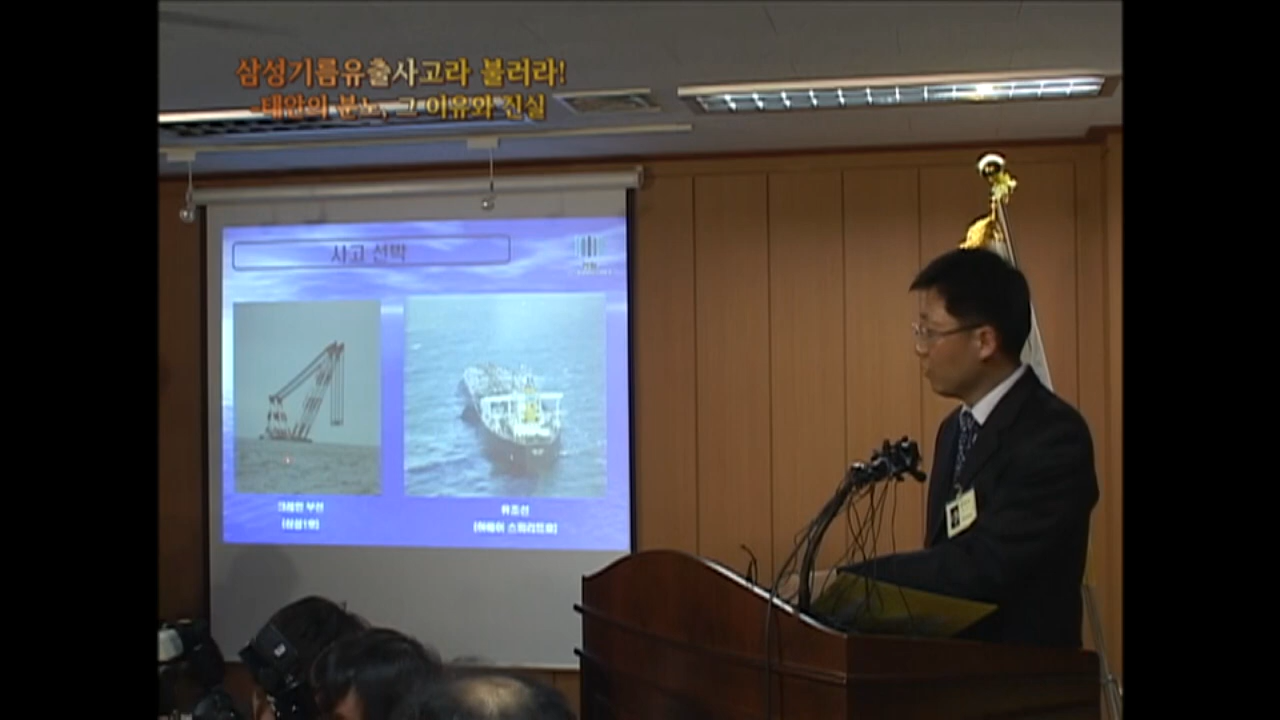 삼성기름유출사고라 불러라!
-태안의 분노, 그 이유와 진실
사고 선박
크레인 부선
유조선
(삼성1호)
(허베이 스피리트호)